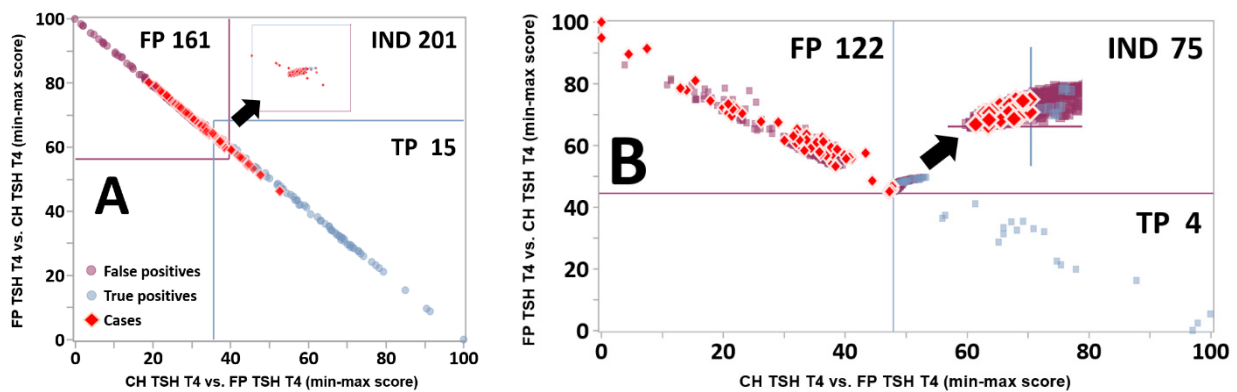 100
FP 161
IND 201
80
60
TP 15
40
A
20
False positives
True positives
Cases
0
0 20 40 60 80 100
CH TSH T4 vs. FP TSH T4 (min-max score)
FP TSH T4 vs. CH TSH T4 (min-max score)
100
FP 122
IND 75
80
60
B
40
TP 4
20
0
0 20 40 60 80 100
CH TSH T4 vs. FP TSH T4 (min-max score)
FP TSH T4 vs. CH TSH T4 (min-max score)